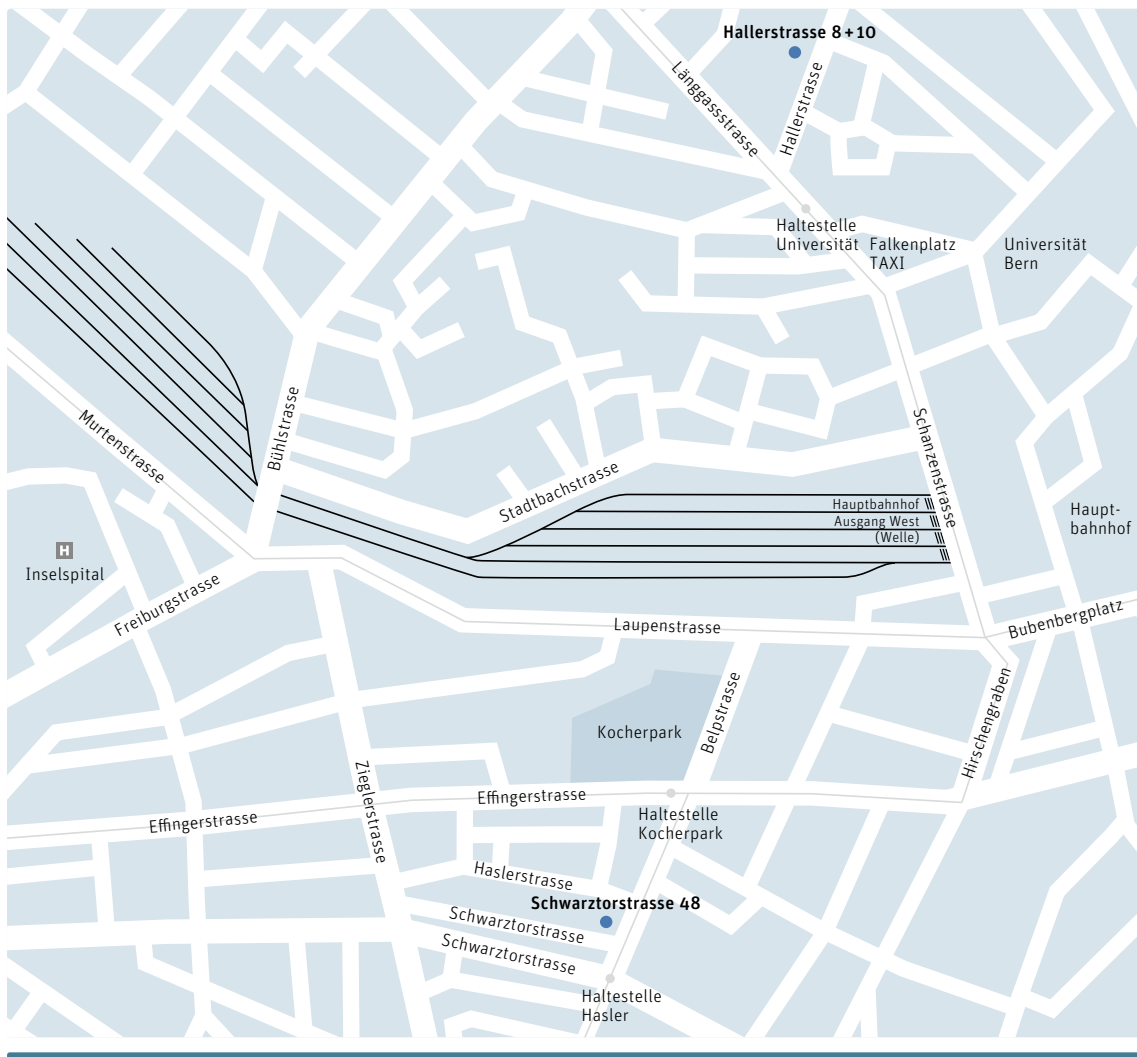 Hallerstrasse 8+10
Länggassstrasse
Hallerstrasse
Haltestelle
Universität
Falkenplatz
TAXI
Universität
Bern
Murtenstrasse
Bühlstrasse
Schanzenstrasse
Stadtbachstrasse
Hauptbahnhof
Ausgang West
(Welle)
Haupt-
bahnhof
H
Inselspital
Freiburgstrasse
Laupenstrasse
Bubenbergplatz
Kocherpark
Belpstrasse
Hirschengraben
Zieglerstrasse
Effingerstrasse
Effingerstrasse
Haltestelle
Kocherpark
Haslerstrasse
Schwarztorstrasse 48
Schwarztorstrasse
Schwarztorstrasse
Haltestelle
Hasler